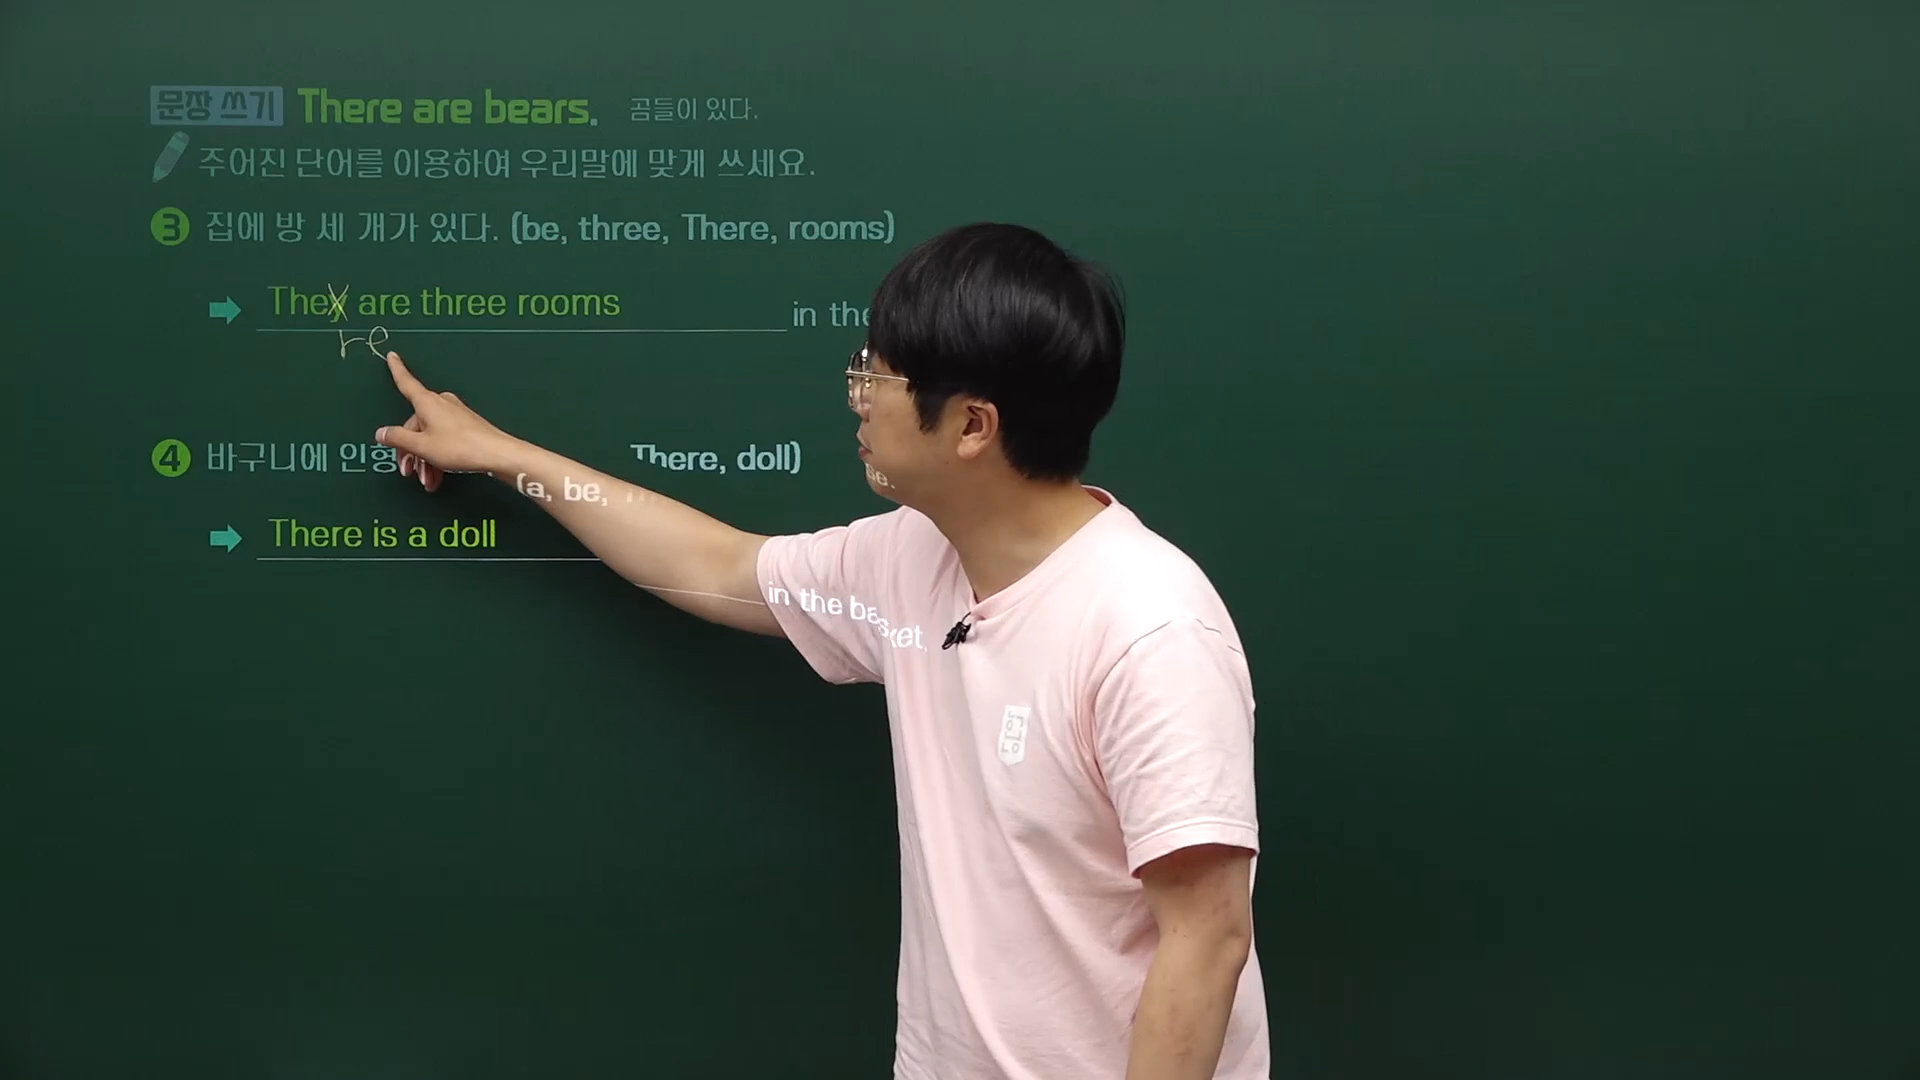 문장 쓰기 There are bears. 곰들이 있다.
주어진 단어를 이용하여 우리말에 맞게 쓰세요.
3 집에 방 세 개가 있다. (be, three, There, rooms)
They are three rooms in the
re
se.
4 바구니에 인형 (a, be, There, doll)
There is a doll in the basket.